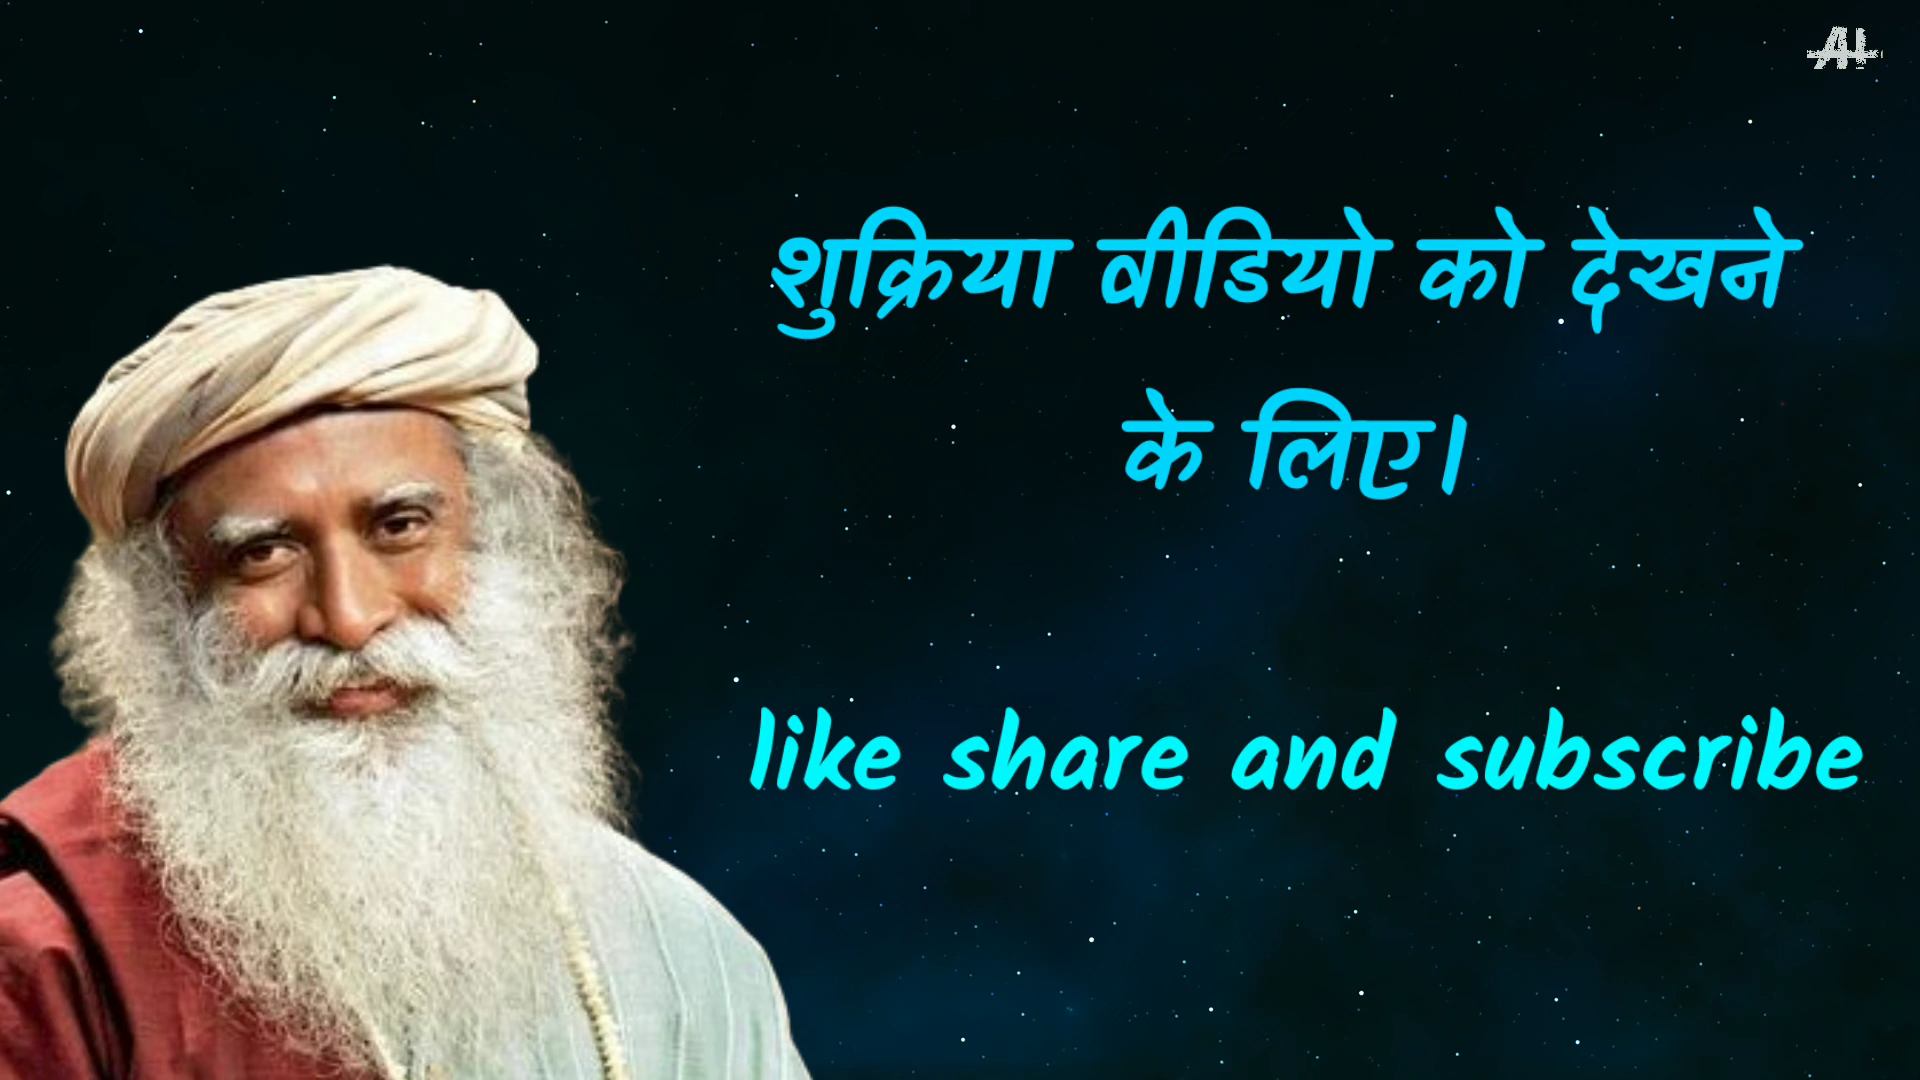 शुक्रिया वीडियो को देखने
के लिए।
like share and subscribe